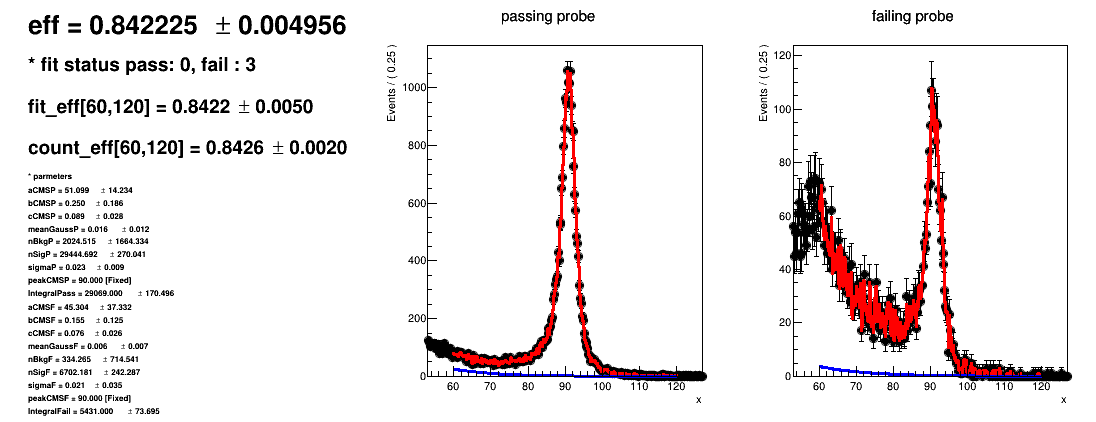 eff = 0.842225 ± 0.004956
* fit status pass: 0, fail : 3
fit_eff[60,120] = 0.8422 ± 0.0050
count_eff[60,120] = 0.8426 ± 0.0020
* parmeters
aCMSP = 51.099 ± 14.234
bCMSP = 0.250 ± 0.186
cCMSP = 0.089 ± 0.028
meanGaussP = 0.016 ± 0.012
nBkgP = 2024.515 ± 1664.334
nSigP = 29444.692 ± 270.041
sigmaP = 0.023 ± 0.009
peakCMSP = 90.000 [Fixed]
IntegralPass = 29069.000 ± 170.496
aCMSF = 45.304 ± 37.332
bCMSF = 0.155 ± 0.125
cCMSF = 0.076 ± 0.026
meanGaussF = 0.006 ± 0.007
nBkgF = 334.265 ± 714.541
nSigF = 6702.181 ± 242.287
sigmaF = 0.021 ± 0.035
peakCMSF = 90.000 [Fixed]
IntegralFail = 5431.000 ± 73.695
passing probe
Events / ( 0.25 )
1000
800
600
400
200
0
60 70 80 90 100 110 120
x
failing probe
Events / ( 0.25 )
120
100
80
60
40
20
0
60 70 80 90 100 110 120
x